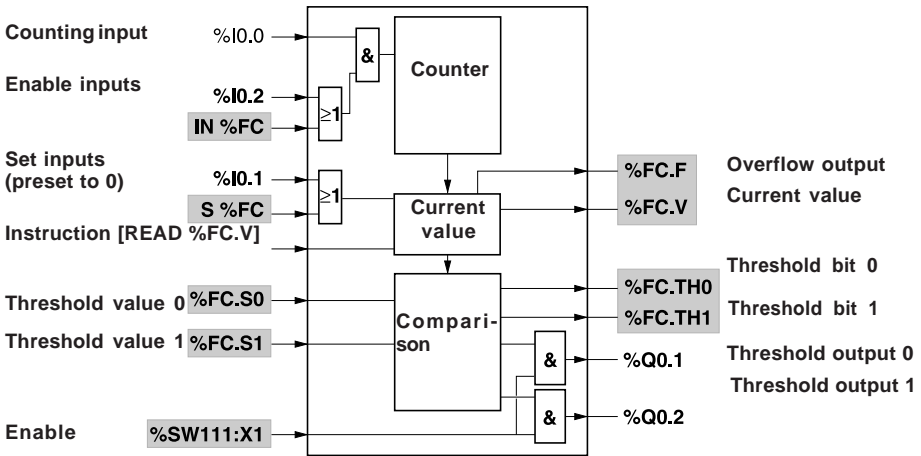 Counting input %I0.0
&
Counter
Enable inputs
%I0.2
≥1
IN %FC
Set inputs
(preset to 0)
%I0.1
≥1
S %FC
Current
value
%FC.F Overflow output
%FC.V Current value
Instruction [READ %FC.V]
Threshold value 0 %FC.S0
Threshold value 1 %FC.S1
Compari-
son
Threshold bit 0
%FC.TH0
%FC.TH1 Threshold bit 1
&
%Q0.1 Threshold output 0
Threshold output 1
&
%Q0.2
Enable %SW111:X1